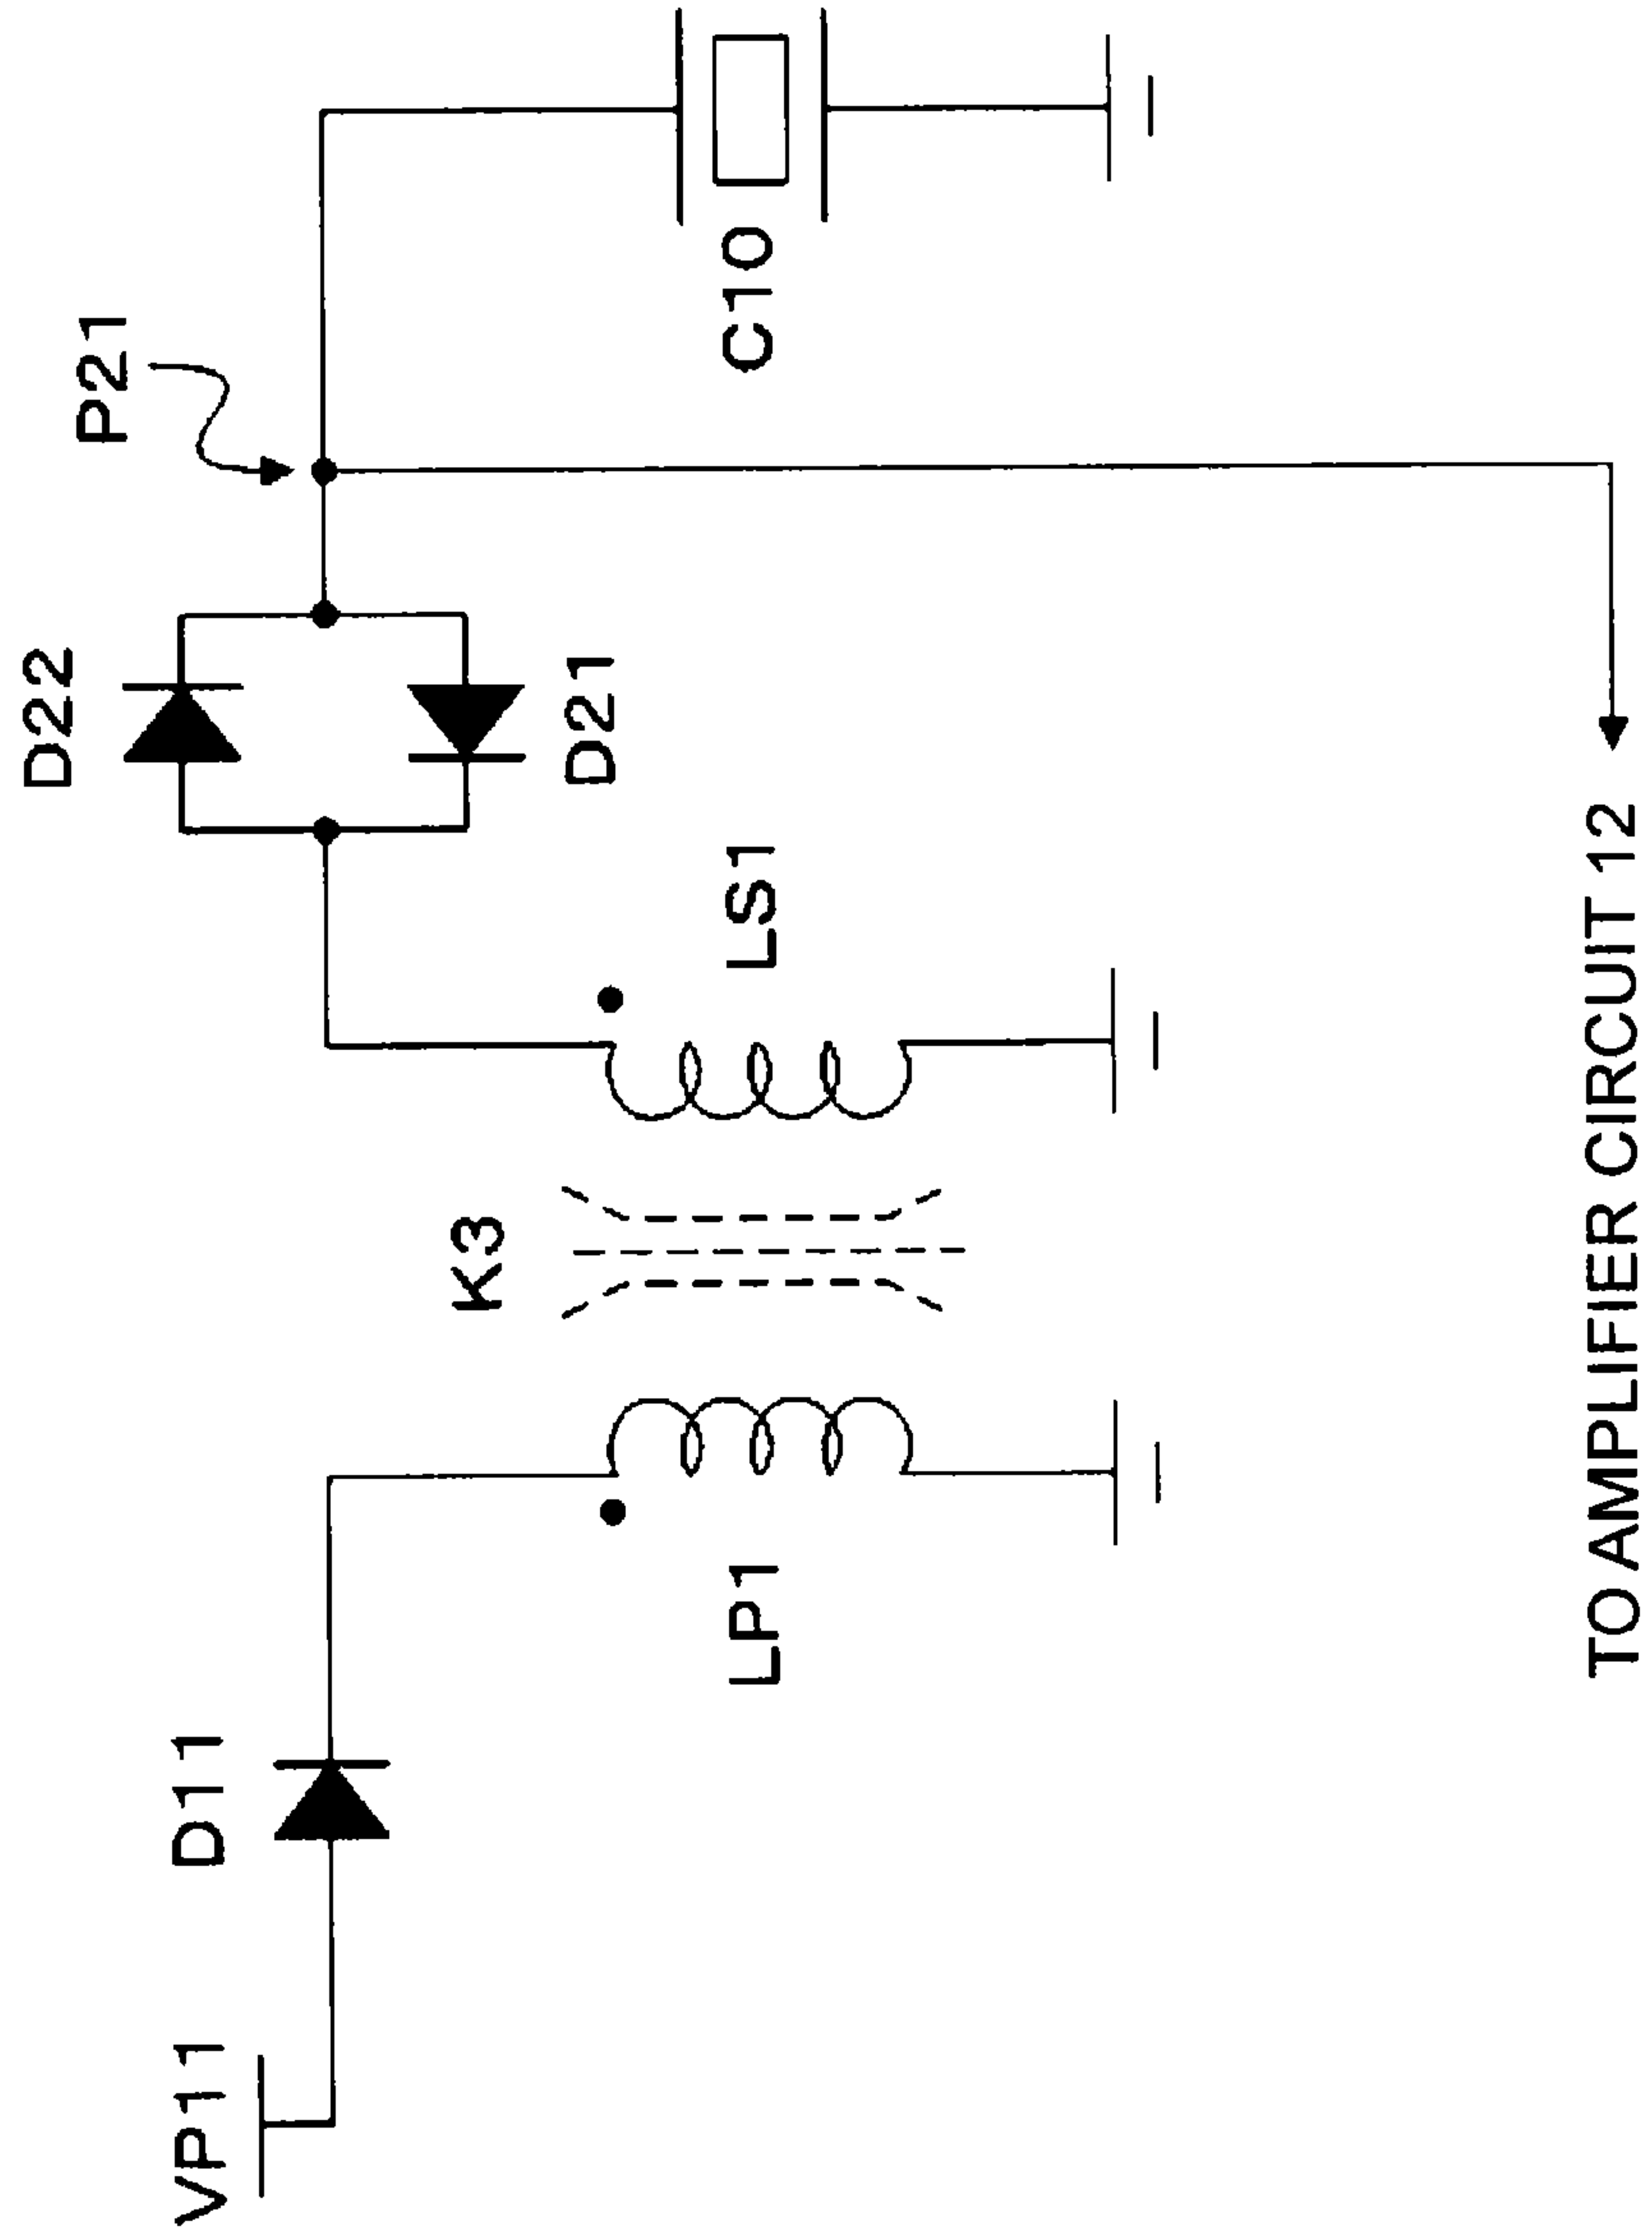 VP11
D11
LP1
K3
LS1
D22
D21
P21
C10
TO AMPLIFIER CIRCUIT 12